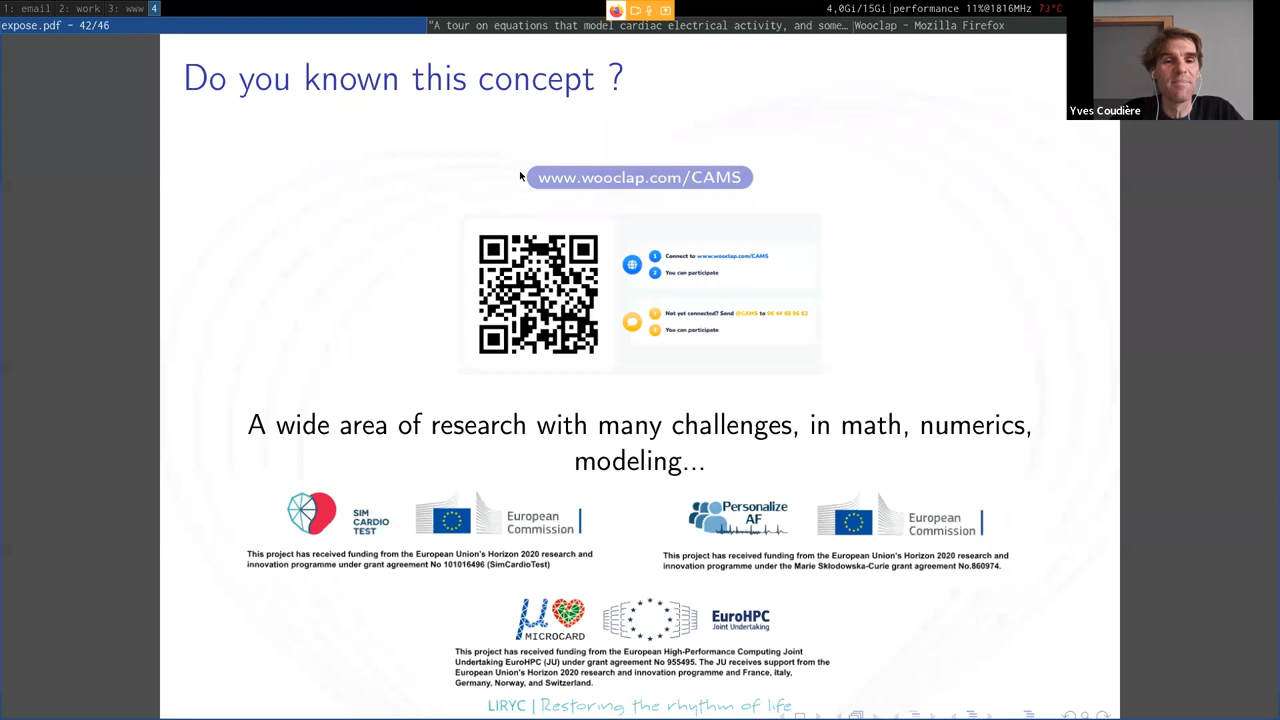 1: email 2: work 3: www 4
4,0Gi/15Gi performance 11%@1816MHz 73°C
expose.pdf - 42/46
"A tour on equations that model cardiac electrical activity, and some… Wooclap - Mozilla Firefox
Yves Coudière
Do you known this concept ?
www.wooclap.com/CAMS
1 Connect to www.wooclap.com/CAMS
2 You can participate
Not yet connected? Send @CAMS to
You can participate
A wide area of research with many challenges, in math, numerics,
modeling...
SIM
CARDIO
TEST
European
Commission
Personalize
AF
European
Commission
This project has received funding from the European Union's Horizon 2020 research and
innovation programme under grant agreement No 101016496 (SimCardioTest)
This project has received funding from the European Union's Horizon 2020 research and
innovation programme under the Marie Skłodowska-Curie grant agreement No.860974.
μ
MICROCARD
EuroHPC
Joint Undertaking
This project has received funding from the European High-Performance Computing Joint
Undertaking EuroHPC (JU) under grant agreement No 955495. The JU receives support from the
European Union's Horizon 2020 research and innovation programme and France, Italy,
Germany, Norway, and Switzerland.
LIRYC | Restoring the rhythm of life